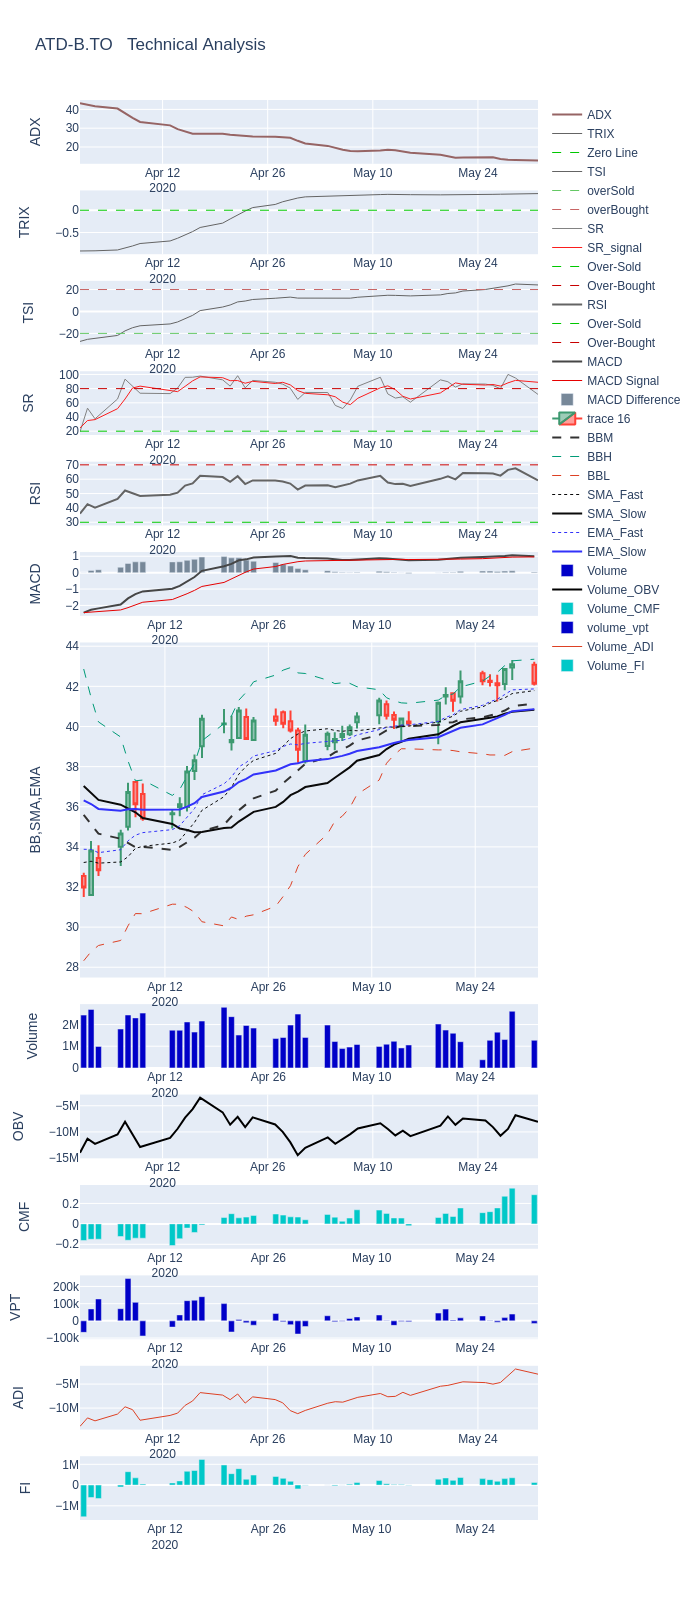 ATD-B.TO   Technical Analysis
ADX
40
30
20
Apr 12
2020
Apr 26
May 10
May 24
TRIX
0
−0.5
Apr 12
2020
Apr 26
May 10
May 24
TSI
20
0
−20
Apr 12
2020
Apr 26
May 10
May 24
SR
100
80
60
40
20
Apr 12
2020
Apr 26
May 10
May 24
RSI
70
60
50
40
30
Apr 12
2020
Apr 26
May 10
May 24
MACD
1
0
−1
−2
Apr 12
2020
Apr 26
May 10
May 24
BB,SMA,EMA
44
42
40
38
36
34
32
30
28
Apr 12
2020
Apr 26
May 10
May 24
Volume
2M
1M
0
Apr 12
2020
Apr 26
May 10
May 24
OBV
−5M
−10M
−15M
Apr 12
2020
Apr 26
May 10
May 24
CMF
0.2
0
−0.2
Apr 12
2020
Apr 26
May 10
May 24
VPT
200k
100k
0
−100k
Apr 12
2020
Apr 26
May 10
May 24
ADI
−5M
−10M
Apr 12
2020
Apr 26
May 10
May 24
FI
1M
0
−1M
Apr 12
2020
Apr 26
May 10
May 24
ADX
TRIX
Zero Line
TSI
overSold
overBought
SR
SR_signal
Over-Sold
Over-Bought
RSI
Over-Sold
Over-Bought
MACD
MACD Signal
MACD Difference
trace 16
BBM
BBH
BBL
SMA_Fast
SMA_Slow
EMA_Fast
EMA_Slow
Volume
Volume_OBV
Volume_CMF
volume_vpt
Volume_ADI
Volume_FI